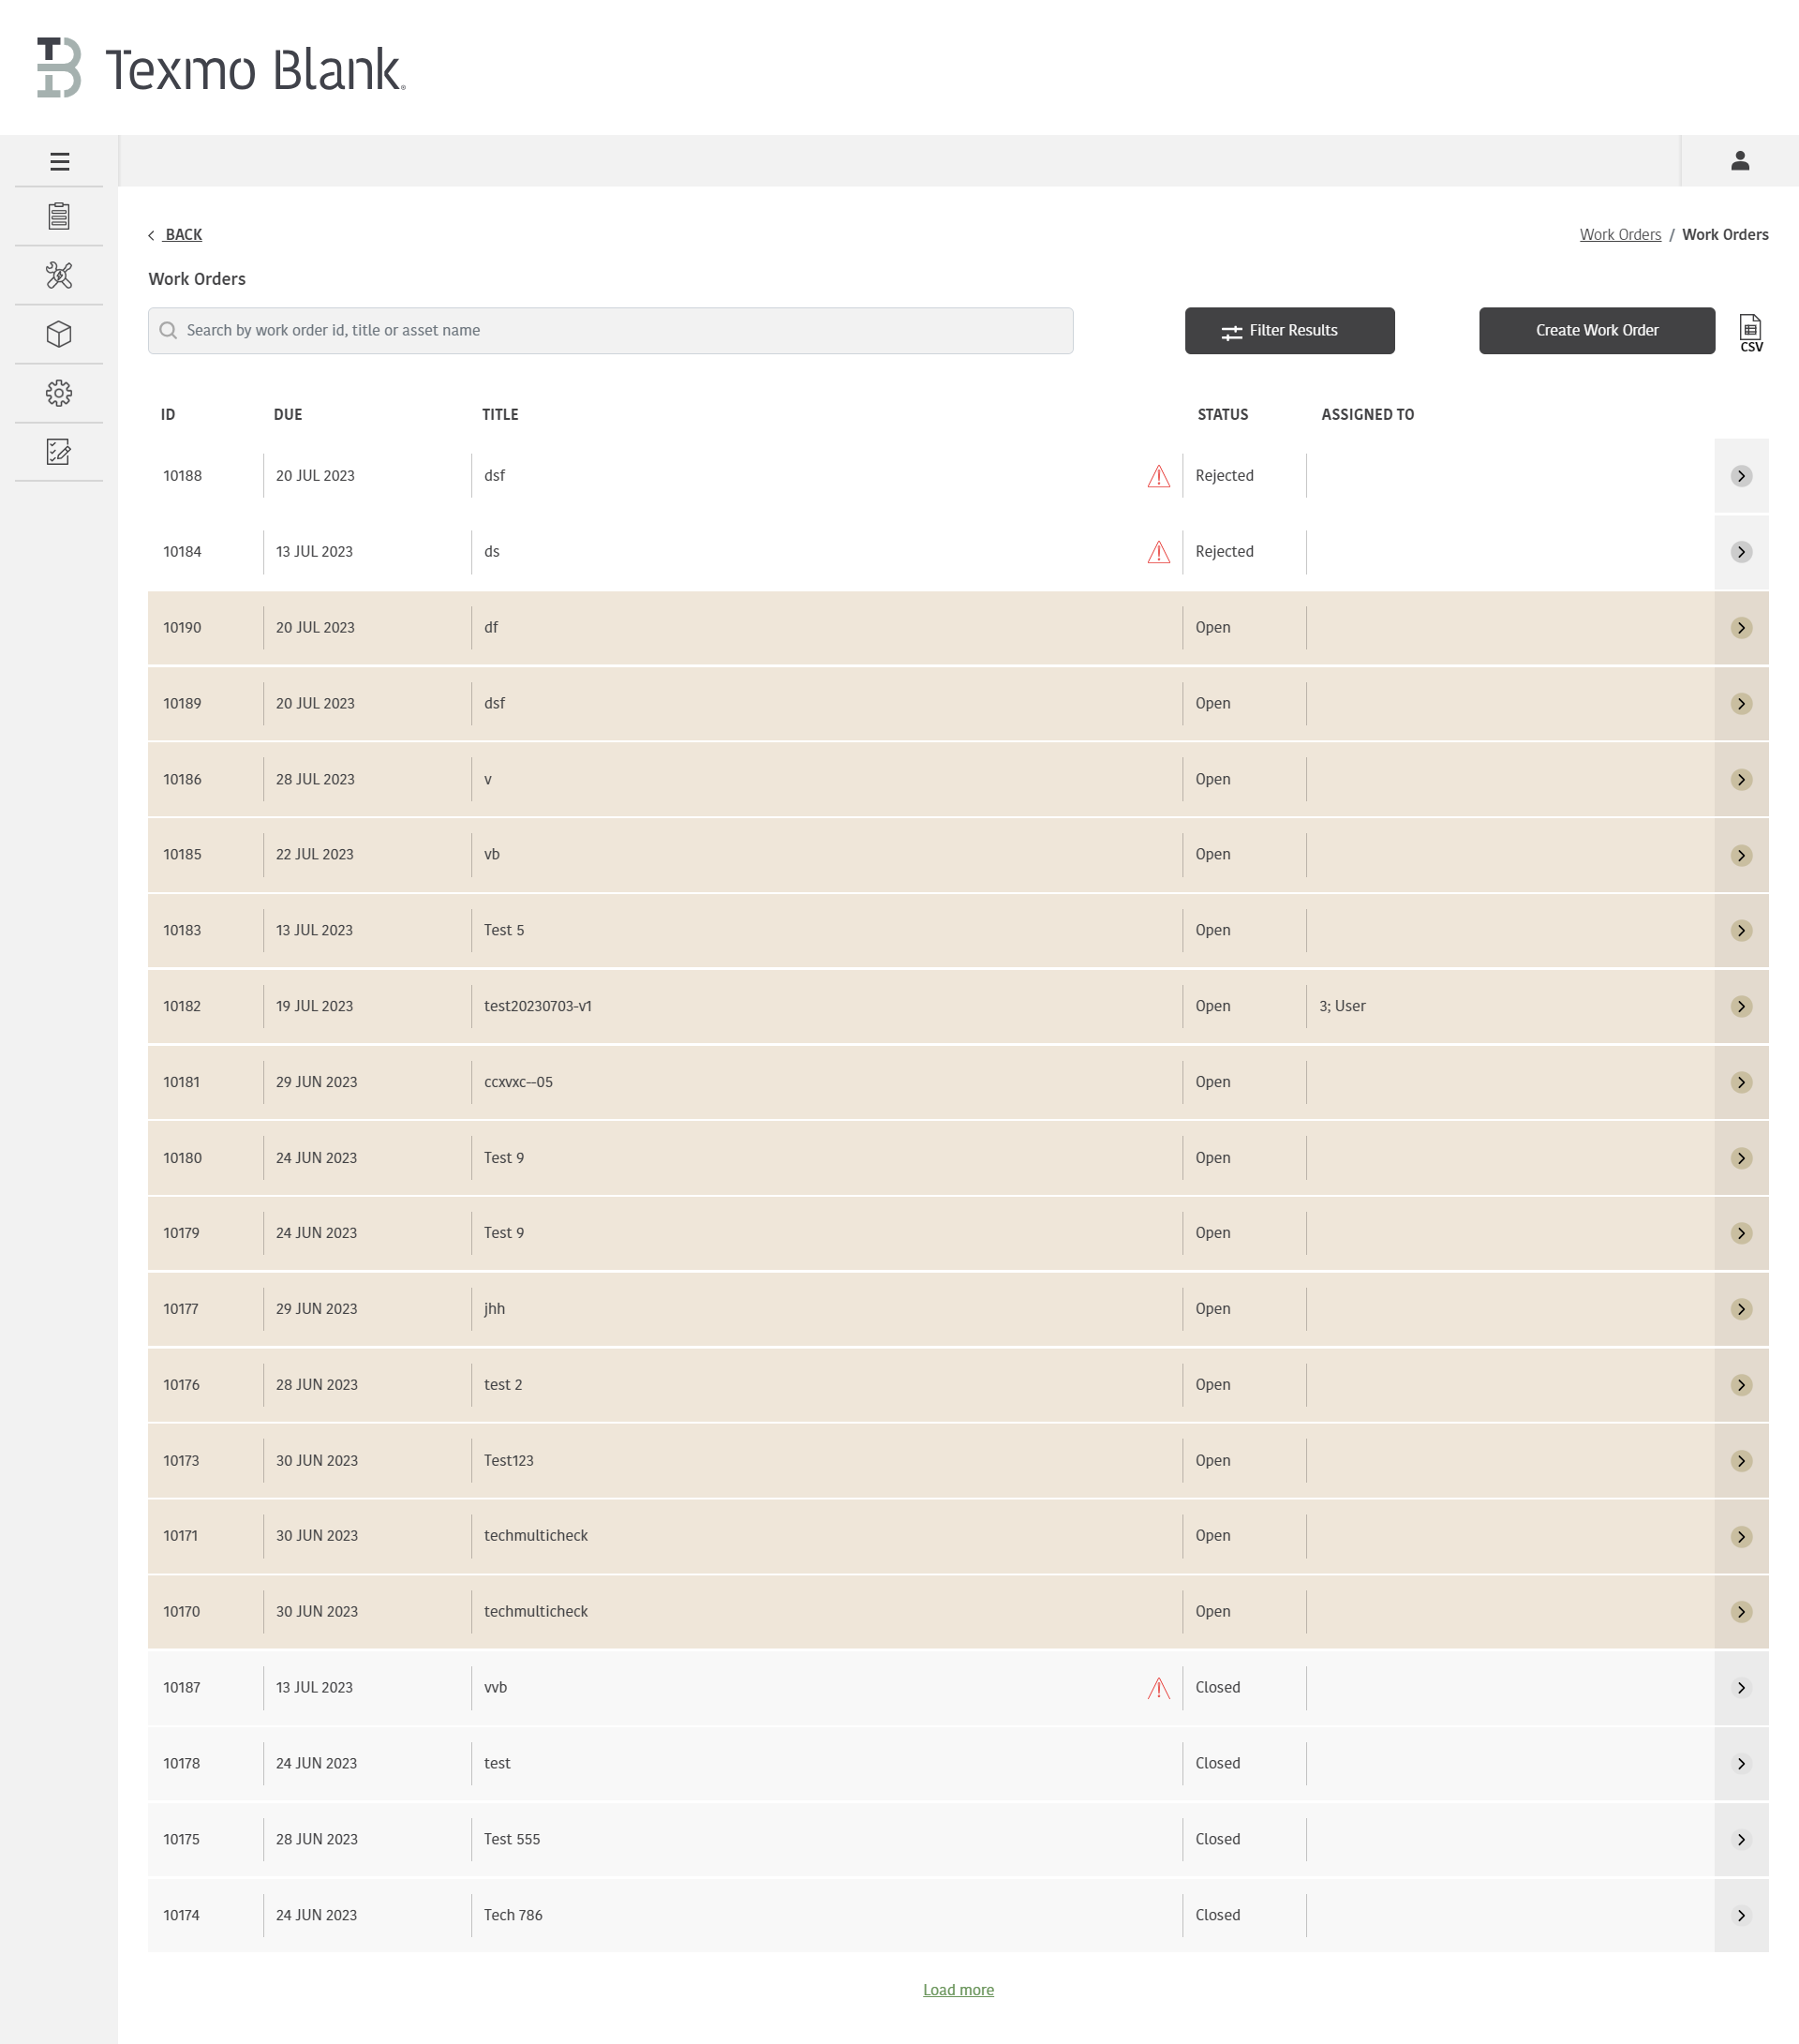 Texmo Blank®
BACK
Work Orders / Work Orders
Work Orders
Search by work order id, title or asset name
Filter Results
Create Work Order
CSV
ID DUE TITLE STATUS ASSIGNED TO
10188 20 JUL 2023 dsf Rejected
10184 13 JUL 2023 ds Rejected
10190 20 JUL 2023 df Open
10189 20 JUL 2023 dsf Open
10186 28 JUL 2023 v Open
10185 22 JUL 2023 vb Open
10183 13 JUL 2023 Test 5 Open
10182 19 JUL 2023 test20230703-v1 Open 3; User
10181 29 JUN 2023 ccxvxc--05 Open
10180 24 JUN 2023 Test 9 Open
10179 24 JUN 2023 Test 9 Open
10177 29 JUN 2023 jhh Open
10176 28 JUN 2023 test 2 Open
10173 30 JUN 2023 Test123 Open
10171 30 JUN 2023 techmulticheck Open
10170 30 JUN 2023 techmulticheck Open
10187 13 JUL 2023 vvb Closed
10178 24 JUN 2023 test Closed
10175 28 JUN 2023 Test 555 Closed
10174 24 JUN 2023 Tech 786 Closed
Load more